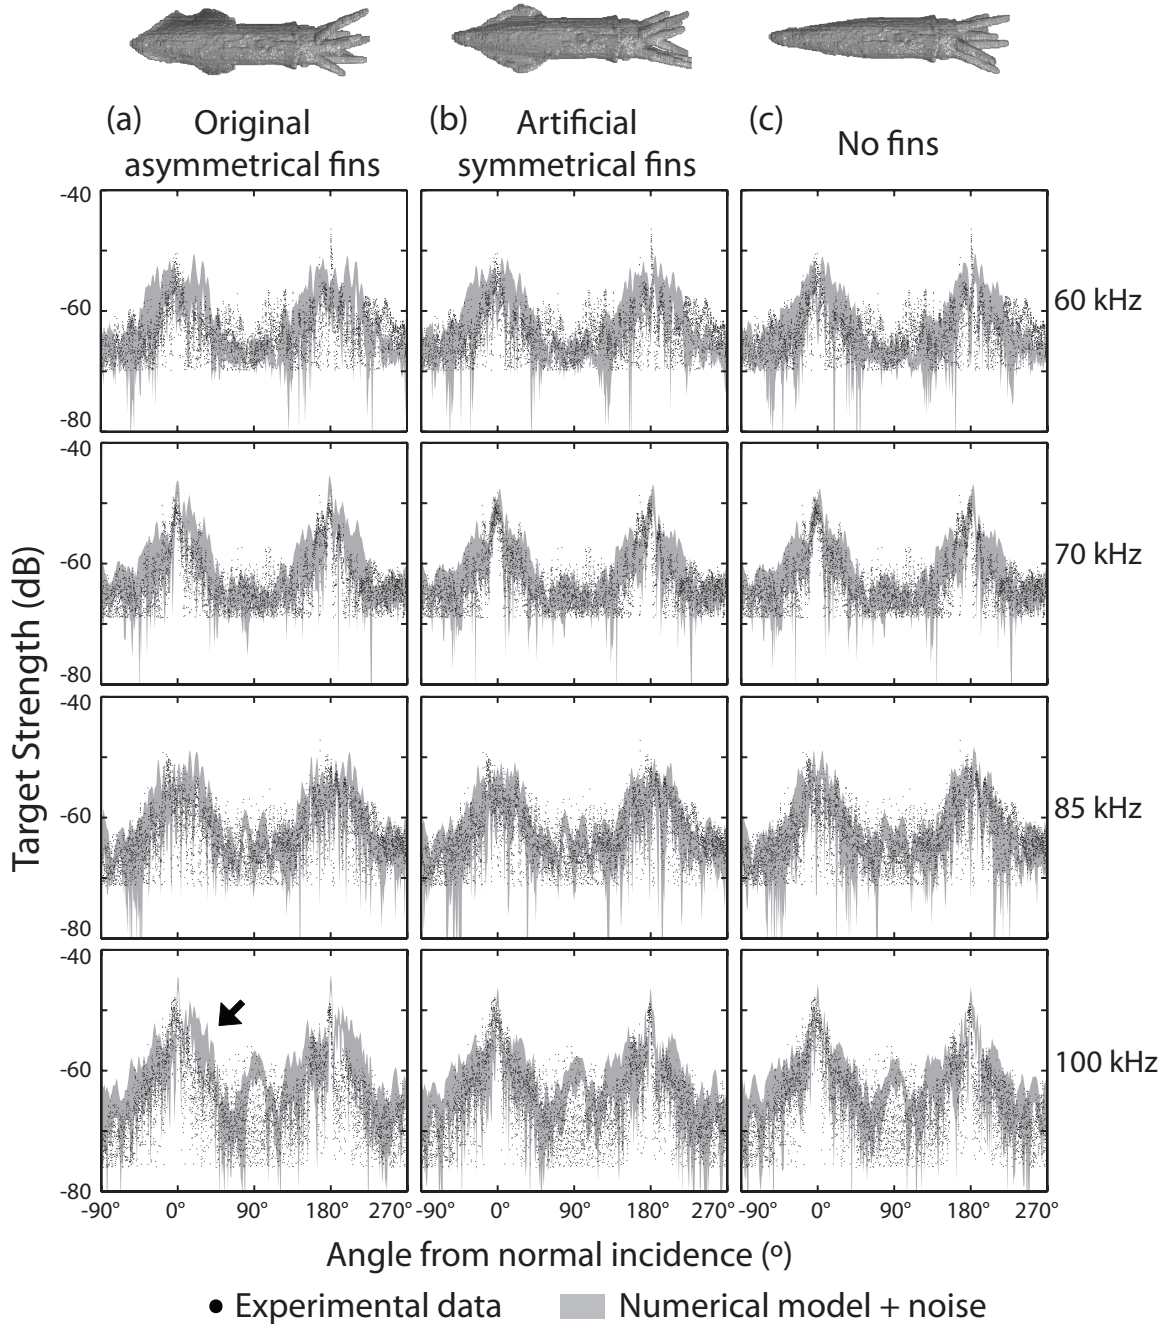 (a) Original
asymmetrical fins
(b) Artificial
symmetrical fins
(c) No fins
-40
-60
-80
60 kHz
-40
-60
-80
70 kHz
-40
-60
-80
85 kHz
-40
-60
-80
100 kHz
Target Strength (dB)
-90° 0° 90° 180° 270° -90° 0° 90° 180° 270° -90° 0° 90° 180° 270°
Angle from normal incidence (º)
Experimental data Numerical model + noise